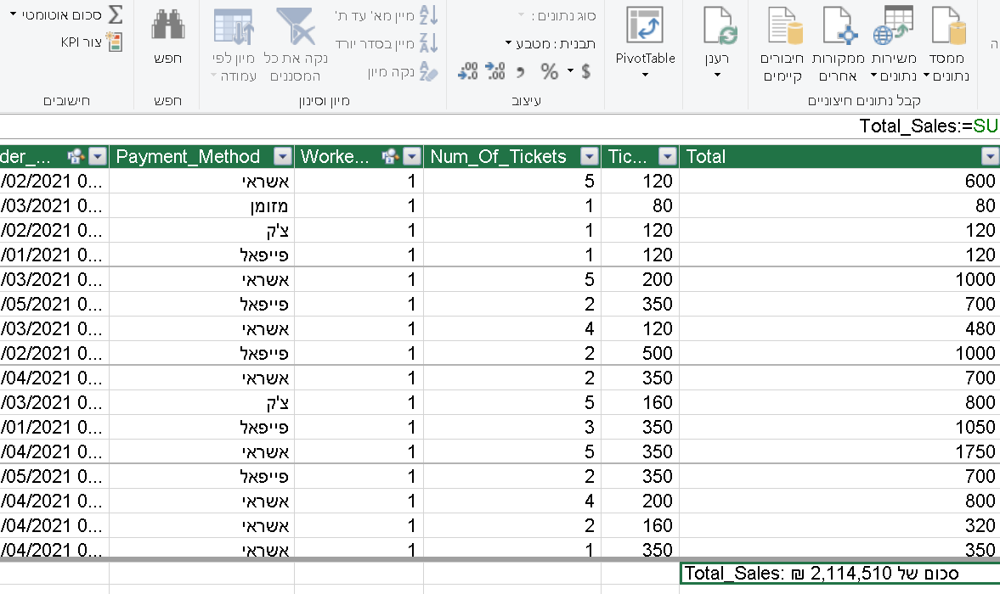 סכום אוטומטי
צור KPI
חישובים
חפש
חפש
מיון לפי עמודה
נקה את כל המסננים
מיין מא' עד ת'
מיין בסדר יורד
נקה מיון
מיון וסינון
סוג נתונים :
תבנית : מטבע
$ % , .00 .0 .00 .0
עיצוב
PivotTable
רענן
חיבורים קיימים
ממקורות אחרים
משירות נתונים
ממסד נתונים
קבל נתונים חיצוניים
ה
Total_Sales:=SU
der_... Payment_Method Worke... Num_Of_Tickets Tic... Total
/02/2021 0... אשראי 1 5 120 600
/03/2021 0... מזומן 1 1 80 80
/02/2021 0... צ'ק 1 1 120 120
/01/2021 0... פייפאל 1 1 120 120
/03/2021 0... אשראי 1 5 200 1000
/05/2021 0... פייפאל 1 2 350 700
/03/2021 0... אשראי 1 4 120 480
/02/2021 0... פייפאל 1 2 500 1000
/04/2021 0... אשראי 1 2 350 700
/03/2021 0... צ'ק 1 5 160 800
/01/2021 0... פייפאל 1 3 350 1050
/04/2021 0... אשראי 1 5 350 1750
/05/2021 0... פייפאל 1 2 350 700
/04/2021 0... אשראי 1 4 200 800
/04/2021 0... אשראי 1 2 160 320
/04/2021 0... אשראי 1 1 350 350
Total_Sales: ₪ 2,114,510 סכום של